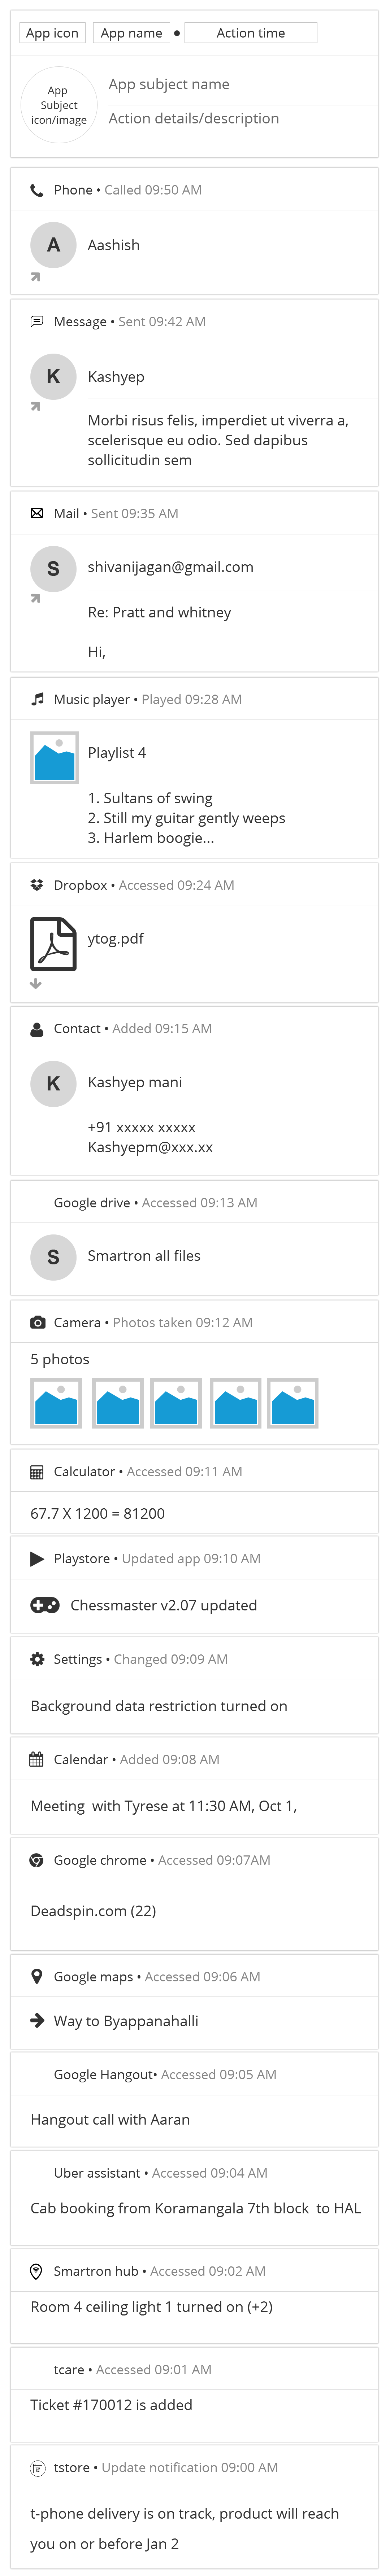 App icon App name • Action time
App
Subject
icon/image
App subject name
Action details/description
Phone • Called 09:50 AM
A
Aashish
Message • Sent 09:42 AM
K
Kashyep
Morbi risus felis, imperdiet ut viverra a,
scelerisque eu odio. Sed dapibus
sollicitudin sem
Mail • Sent 09:35 AM
S
shivanijagan@gmail.com
Re: Pratt and whitney
Hi,
Music player • Played 09:28 AM
Playlist 4
1. Sultans of swing
2. Still my guitar gently weeps
3. Harlem boogie...
Dropbox • Accessed 09:24 AM
ytog.pdf
Contact • Added 09:15 AM
K
Kashyep mani
+91 xxxxx xxxxx
Kashyepm@xxx.xx
Google drive • Accessed 09:13 AM
S
Smartron all files
Camera • Photos taken 09:12 AM
5 photos
Calculator • Accessed 09:11 AM
67.7 X 1200 = 81200
Playstore • Updated app 09:10 AM
Chessmaster v2.07 updated
Settings • Changed 09:09 AM
Background data restriction turned on
Calendar • Added 09:08 AM
Meeting  with Tyrese at 11:30 AM, Oct 1,
Google chrome • Accessed 09:07AM
Deadspin.com (22)
Google maps • Accessed 09:06 AM
Way to Byappanahalli
Google Hangout• Accessed 09:05 AM
Hangout call with Aaran
Uber assistant • Accessed 09:04 AM
Cab booking from Koramangala 7th block  to HAL
Smartron hub • Accessed 09:02 AM
Room 4 ceiling light 1 turned on (+2)
tcare • Accessed 09:01 AM
Ticket #170012 is added
tstore • Update notification 09:00 AM
t-phone delivery is on track, product will reach
you on or before Jan 2